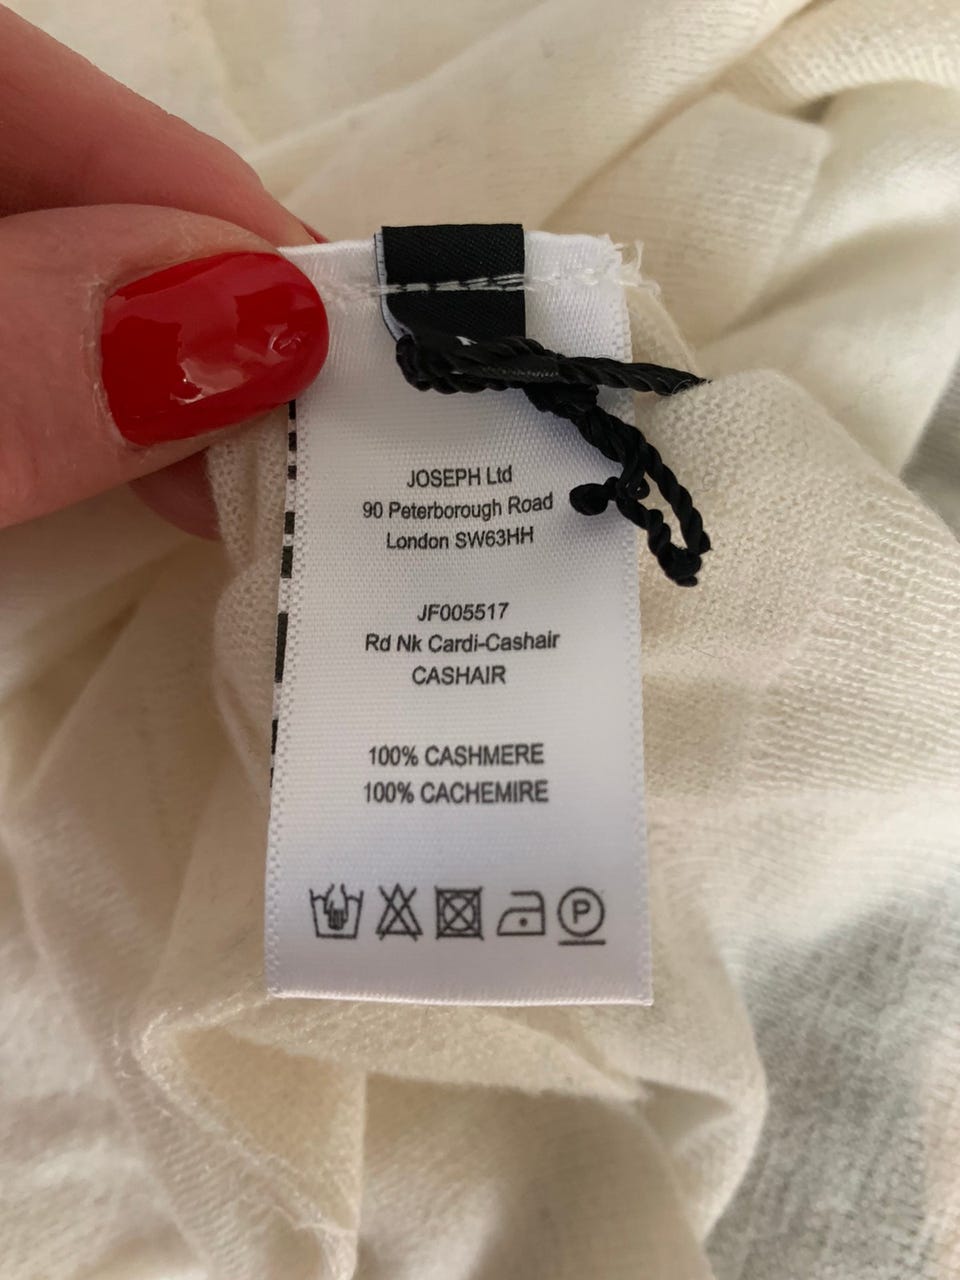 JOSEPH Ltd
90 Peterborough Road
London SW63HH
JF005517
Rd Nk Cardi-Cashair
CASHAIR
100% CASHMERE
100% CACHEMIRE
P